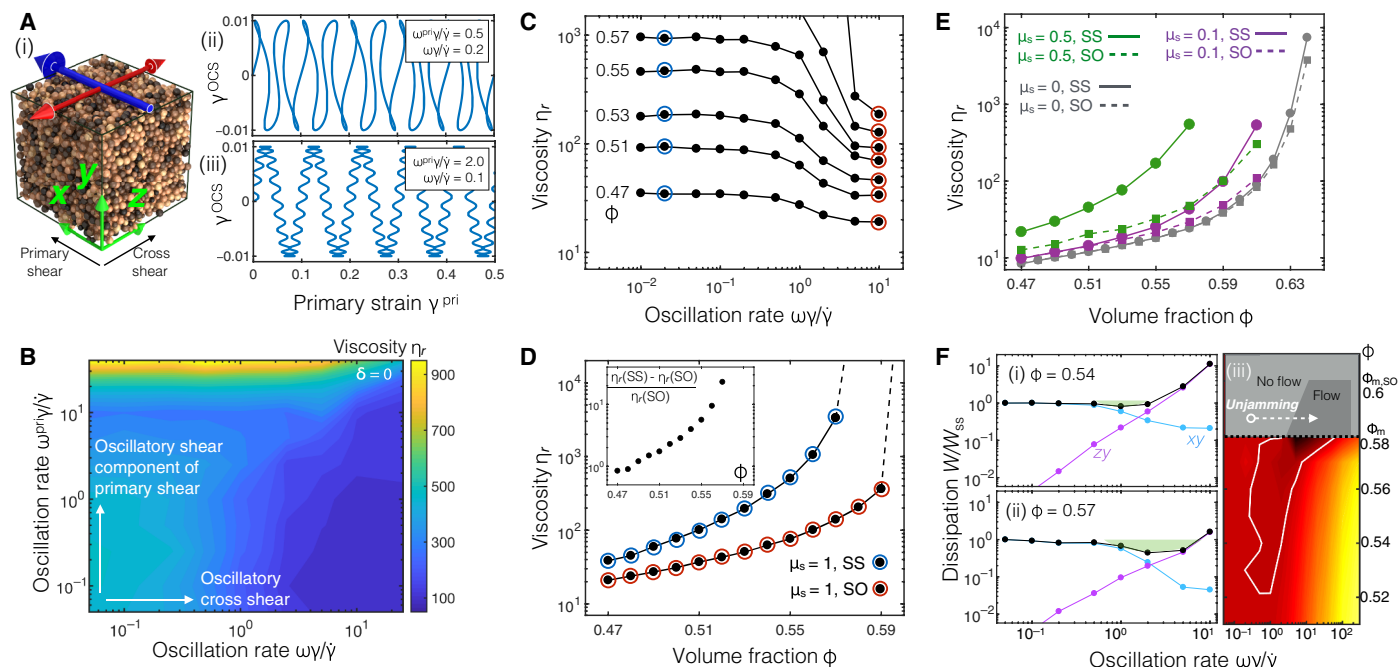 A
(i)
y
x
z
Primary shear
Cross shear
(ii)
γ^OCS
0.01
0
−0.01
ω^pri γ/γ̇ = 0.5
ωγ/γ̇ = 0.2
(iii)
γ^OCS
0.01
0
−0.01
ω^pri γ/γ̇ = 2.0
ωγ/γ̇ = 0.1
0 0.1 0.2 0.3 0.4 0.5
Primary strain γ^pri
B
Viscosity η_r
δ = 0
Oscillation rate ω^pri γ/γ̇
10^1
10^0
10^-1
Oscillatory shear component of primary shear
Oscillatory cross shear
900
700
500
300
100
10^-1 10^0 10^1
Oscillation rate ωγ/γ̇
C
Viscosity η_r
10^3
10^2
10^1
0.57
0.55
0.53
0.51
0.47
ϕ
10^-2 10^-1 10^0 10^1
Oscillation rate ωγ/γ̇
D
Viscosity η_r
10^4
10^3
10^2
10^1
η_r(SS) - η_r(SO)
η_r(SO)
10^1
10^0
ϕ
0.47 0.51 0.55 0.59
μ_s = 1, SS
μ_s = 1, SO
0.47 0.51 0.55 0.59
Volume fraction ϕ
E
Viscosity η_r
10^4
10^3
10^2
10^1
μ_s = 0.5, SS
μ_s = 0.5, SO
μ_s = 0.1, SS
μ_s = 0.1, SO
μ_s = 0, SS
μ_s = 0, SO
0.47 0.51 0.55 0.59 0.63
Volume fraction ϕ
F
Dissipation W/W_SS
(i) ϕ = 0.54
10^1
10^0
10^-1
10^-2
zy
xy
(ii) ϕ = 0.57
10^1
10^0
10^-1
10^-2
10^-1 10^0 10^1
(iii)
No flow
Flow
Unjamming
ϕ
ϕ_m,SO
0.6
ϕ_m
0.58
0.56
0.54
0.52
10^-1 10^0 10^1 10^2
Oscillation rate ωγ/γ̇